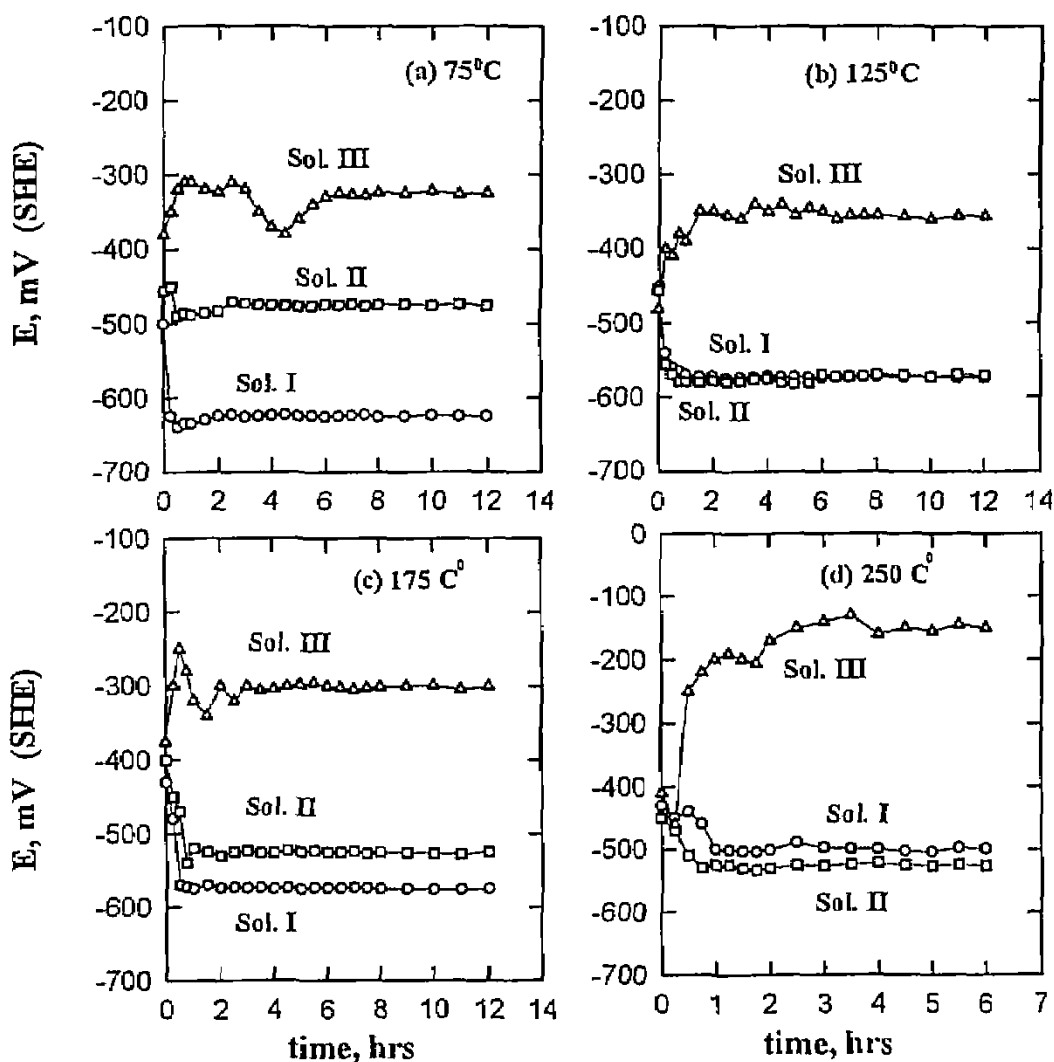 -100
-200
-300
-400
-500
-600
-700
E, mV (SHE)
(a) 75⁰C
Sol. III
Sol. II
Sol. I
0 2 4 6 8 10 12 14
-100
-200
-300
-400
-500
-600
-700
(b) 125⁰C
Sol. III
Sol. I
Sol. II
0 2 4 6 8 10 12 14
-100
-200
-300
-400
-500
-600
-700
E, mV (SHE)
(c) 175 C⁰
Sol. III
Sol. II
Sol. I
0 2 4 6 8 10 12 14
time, hrs
0
-100
-200
-300
-400
-500
-600
-700
(d) 250 C⁰
Sol. III
Sol. I
Sol. II
0 1 2 3 4 5 6 7
time, hrs